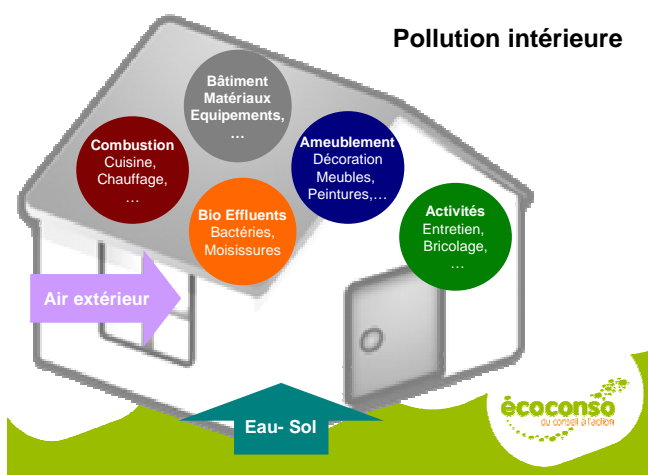 Pollution intérieure
Bâtiment
Matériaux
Equipements,
…
Combustion
Cuisine,
Chauffage,
…
Ameublement
Décoration
Meubles,
Peintures,…
Bio Effluents
Bactéries,
Moisissures
Activités
Entretien,
Bricolage,
…
Air extérieur
Eau- Sol
écoconso
du conseil à l'action